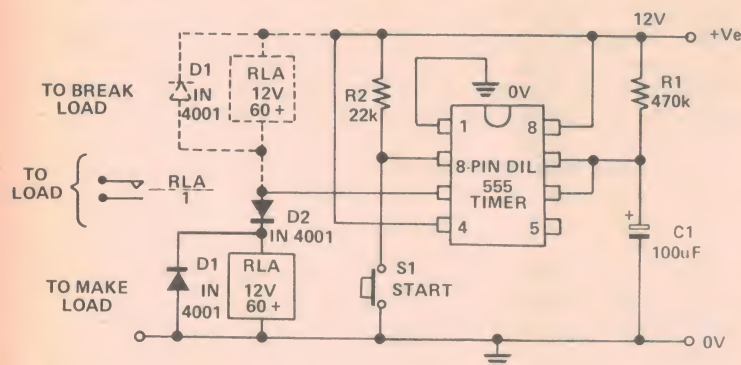 12V
+Ve
D1
IN
4001
RLA
12V
60 +
TO BREAK
LOAD
R2
22k
0V
R1
470k
1
8
8-PIN DIL
555
TIMER
4
5
TO
LOAD
RLA
1
D2
IN 4001
C1
100uF
+
S1
START
D1
IN
4001
RLA
12V
60 +
TO MAKE
LOAD
0V